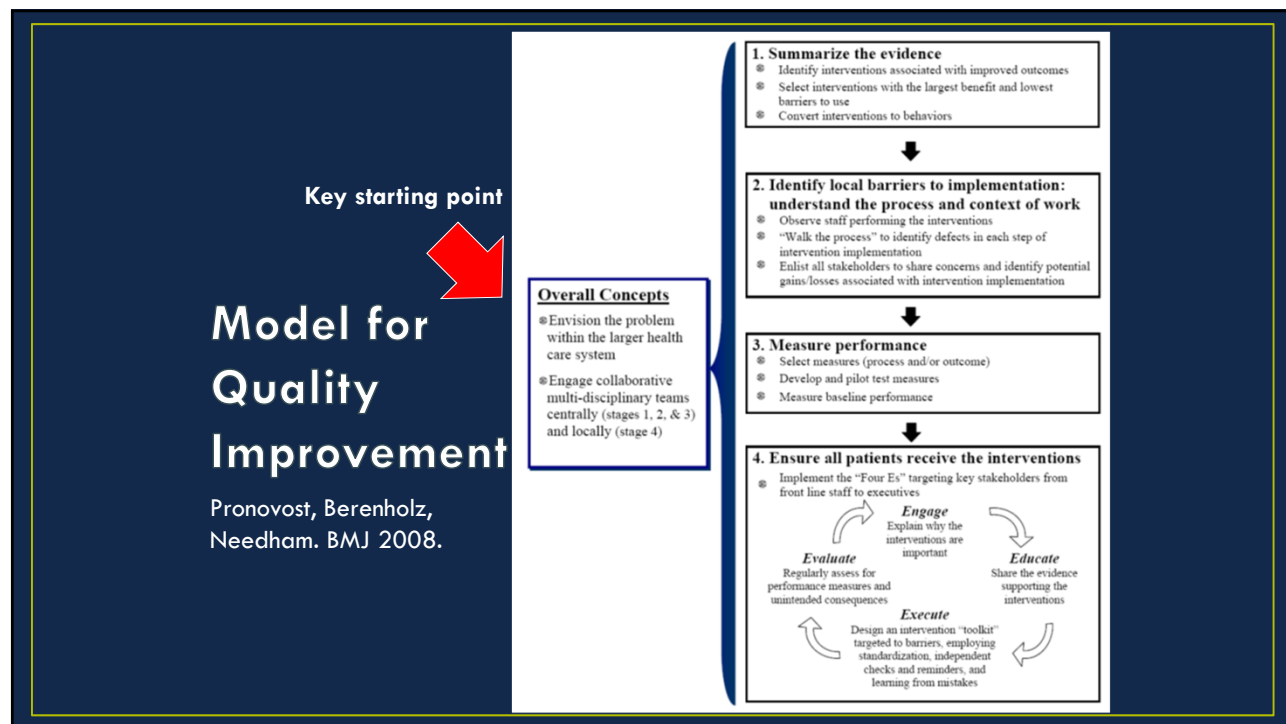 Key starting point
Model for
Quality
Improvement
Pronovost, Berenholz,
Needham. BMJ 2008.
Overall Concepts
Envision the problem
within the larger health
care system
Engage collaborative
multi-disciplinary teams
centrally (stages 1, 2, & 3)
and locally (stage 4)
1. Summarize the evidence
Identify interventions associated with improved outcomes
Select interventions with the largest benefit and lowest
barriers to use
Convert interventions to behaviors
2. Identify local barriers to implementation:
understand the process and context of work
Observe staff performing the interventions
“Walk the process” to identify defects in each step of
intervention implementation
Enlist all stakeholders to share concerns and identify potential
gains/losses associated with intervention implementation
3. Measure performance
Select measures (process and/or outcome)
Develop and pilot test measures
Measure baseline performance
4. Ensure all patients receive the interventions
Implement the “Four Es” targeting key stakeholders from
front line staff to executives
Engage
Explain why the
interventions are
important
Educate
Share the evidence
supporting the
interventions
Execute
Design an intervention “toolkit”
targeted to barriers, employing
standardization, independent
checks and reminders, and
learning from mistakes
Evaluate
Regularly assess for
performance measures and
unintended consequences